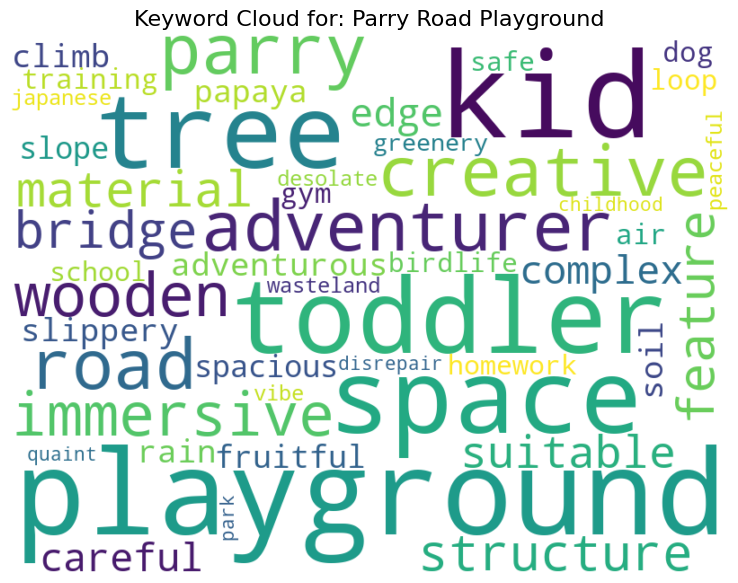 Keyword Cloud for: Parry Road Playground
climb parry kid safe dog
training papaya loop
japanese tree edge peaceful
slope greenery creative
material desolate gym childhood
bridge adventurer air
school adventurous birdlife complex feature
wooden wasteland toddler
slippery soil
road spacious disrepair homework
immersive vibe space
quaint rain fruitful suitable
playground park
careful structure